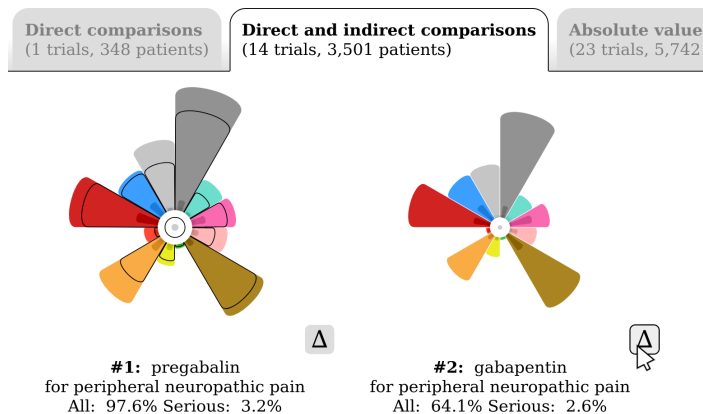 Direct comparisons
(1 trials, 348 patients)
Direct and indirect comparisons
(14 trials, 3,501 patients)
Absolute value
(23 trials, 5,742
Δ
Δ
#1: pregabalin
for peripheral neuropathic pain
All: 97.6% Serious: 3.2%
#2: gabapentin
for peripheral neuropathic pain
All: 64.1% Serious: 2.6%